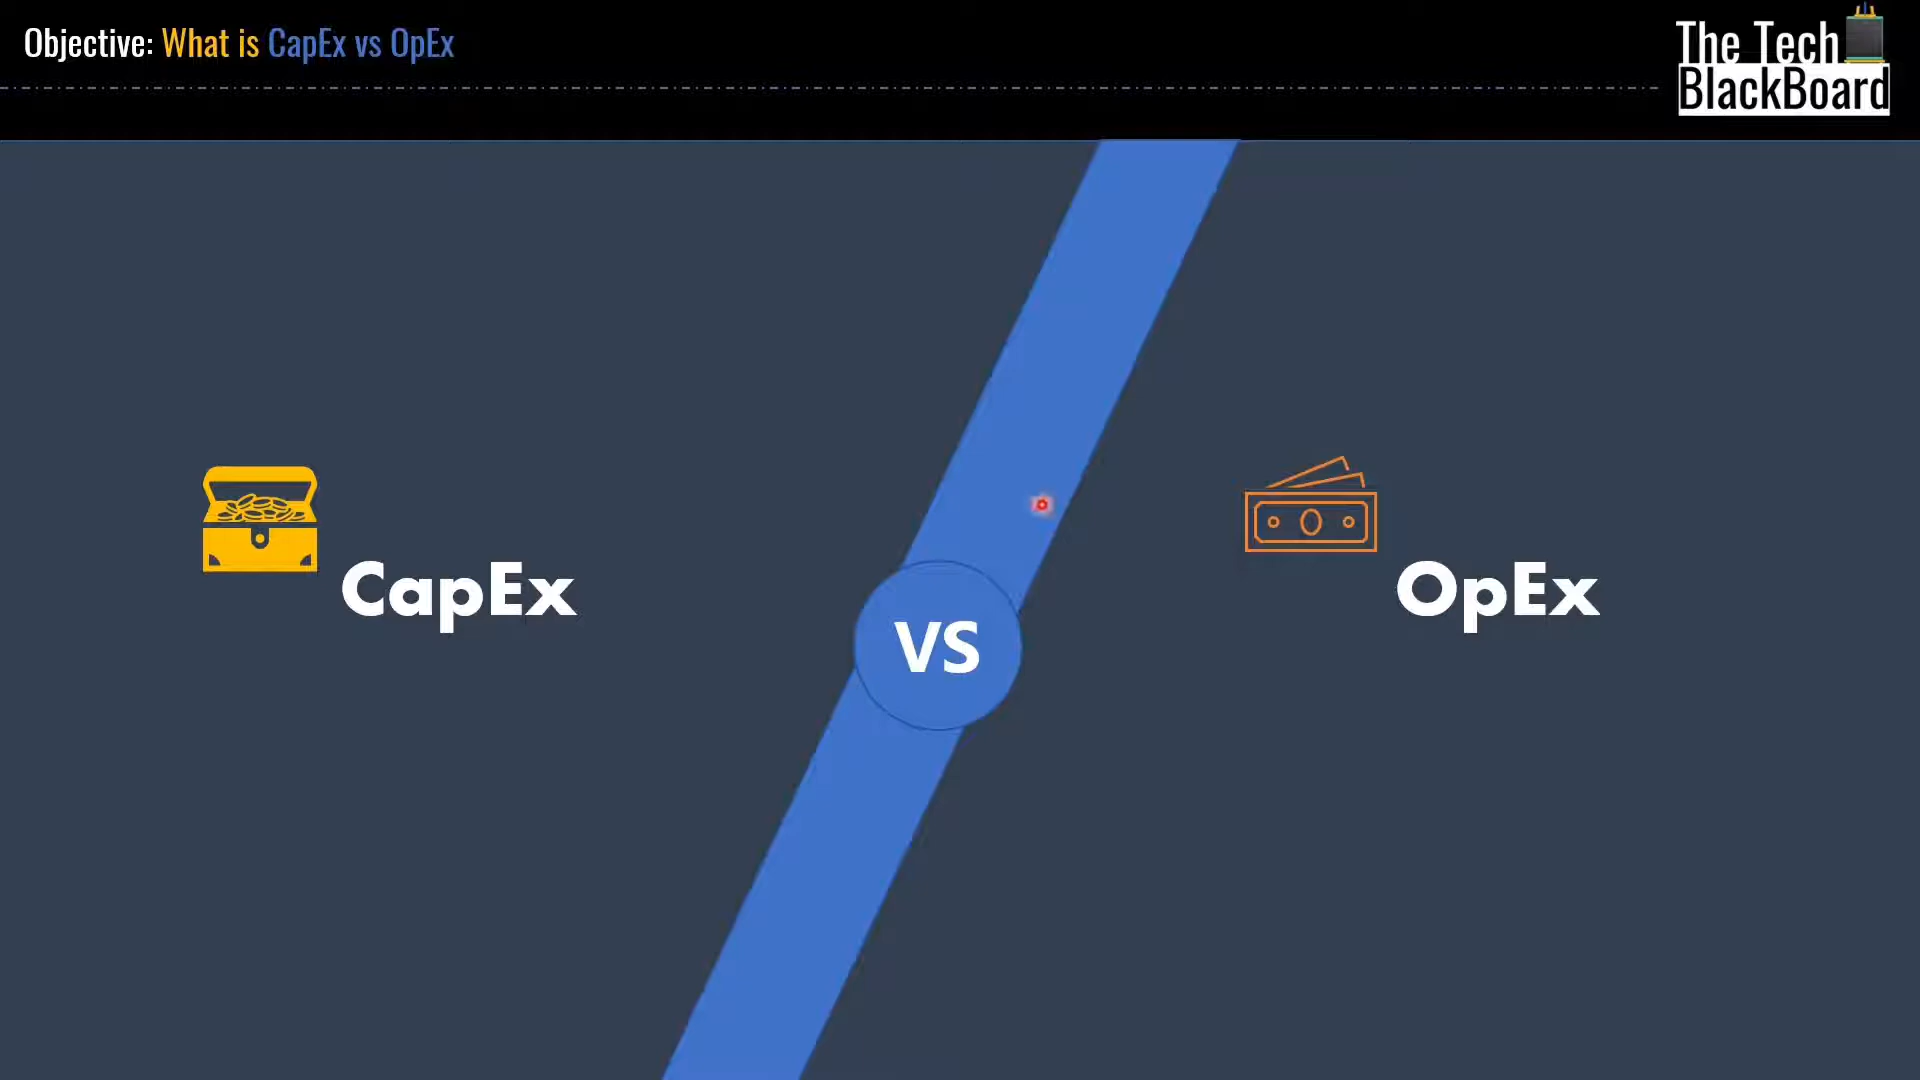 Objective: What is CapEx vs OpEx
The Tech
BlackBoard
CapEx
VS
OpEx